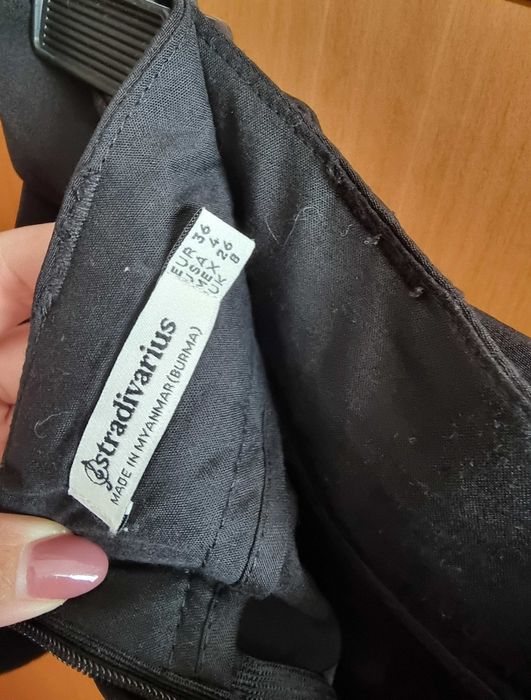 stradivarius
MADE IN MYANMAR(BURMA)
EUR 36
USA 4
MEX 26
UK 8